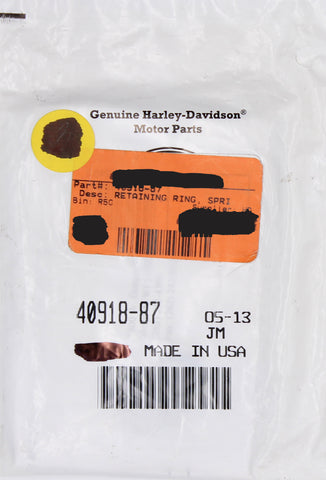 Genuine Harley-Davidson®
Motor Parts
Part#: 40918-87
Desc: RETAINING RING, SPRI
Bin: R5C
40918-87 05-13
JM
MADE IN USA